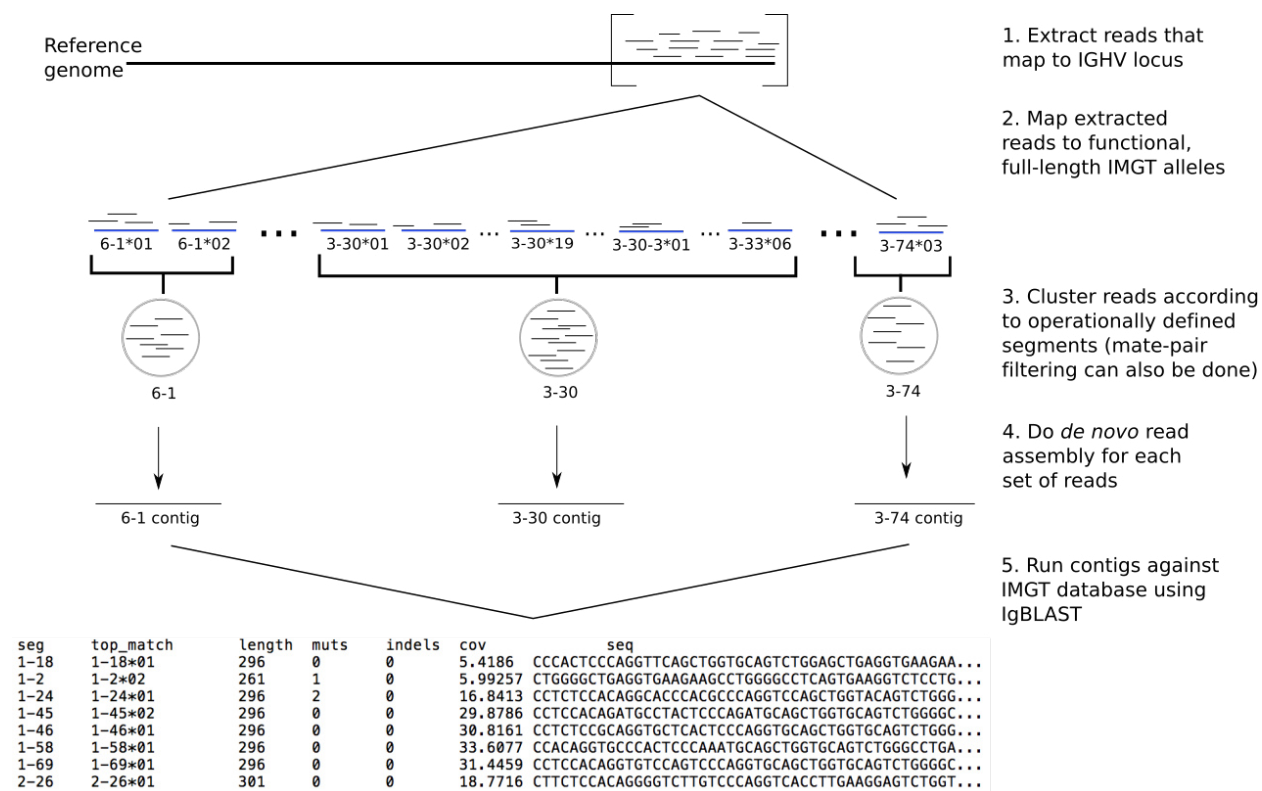 Reference
genome
1. Extract reads that
map to IGHV locus
2. Map extracted
reads to functional,
full-length IMGT alleles
6-1*01 6-1*02 ... 3-30*01 3-30*02 ... 3-30*19 ... 3-30-3*01 ... 3-33*06 ... 3-74*03
3. Cluster reads according
to operationally defined
segments (mate-pair
filtering can also be done)
6-1 3-30 3-74
4. Do de novo read
assembly for each
set of reads
6-1 contig 3-30 contig 3-74 contig
5. Run contigs against
IMGT database using
IgBLAST
seg top_match length muts indels cov seq
1-18 1-18*01 296 0 0 5.4186 CCCACTCCCAGGTTCAGCTGGTGCAGTCTGGAGCTGAGGTGAAGAA...
1-2 1-2*02 261 1 0 5.99257 CTGGGGCTGAGGTGAAGAAGCCTGGGGCCTCAGTGAAGGTCTCCTG...
1-24 1-24*01 296 2 0 16.8413 CCTCTCCACAGGCACCCACGCCCAGGTCCAGCTGGTACAGTCTGGG...
1-45 1-45*02 296 0 0 29.8786 CCTCCACAGATGCCTACTCCCAGATGCAGCTGGTGCAGTCTGGGGC...
1-46 1-46*01 296 0 0 30.8161 CCTCTCCGCAGGTGCTCACTCCCAGGTGCAGCTGGTGCAGTCTGGG...
1-58 1-58*01 296 0 0 33.6077 CCACAGGTGCCCACTCCCAAATGCAGCTGGTGCAGTCTGGGCCTGA...
1-69 1-69*01 296 0 0 31.4459 CCTCCACAGGTGTCCAGTCCCAGGTGCAGCTGGTGCAGTCTGGGGC...
2-26 2-26*01 301 0 0 18.7716 CTTCTCCACAGGGGTCTTGTCCCAGGTCACCTTGAAGGAGTCTGGT...